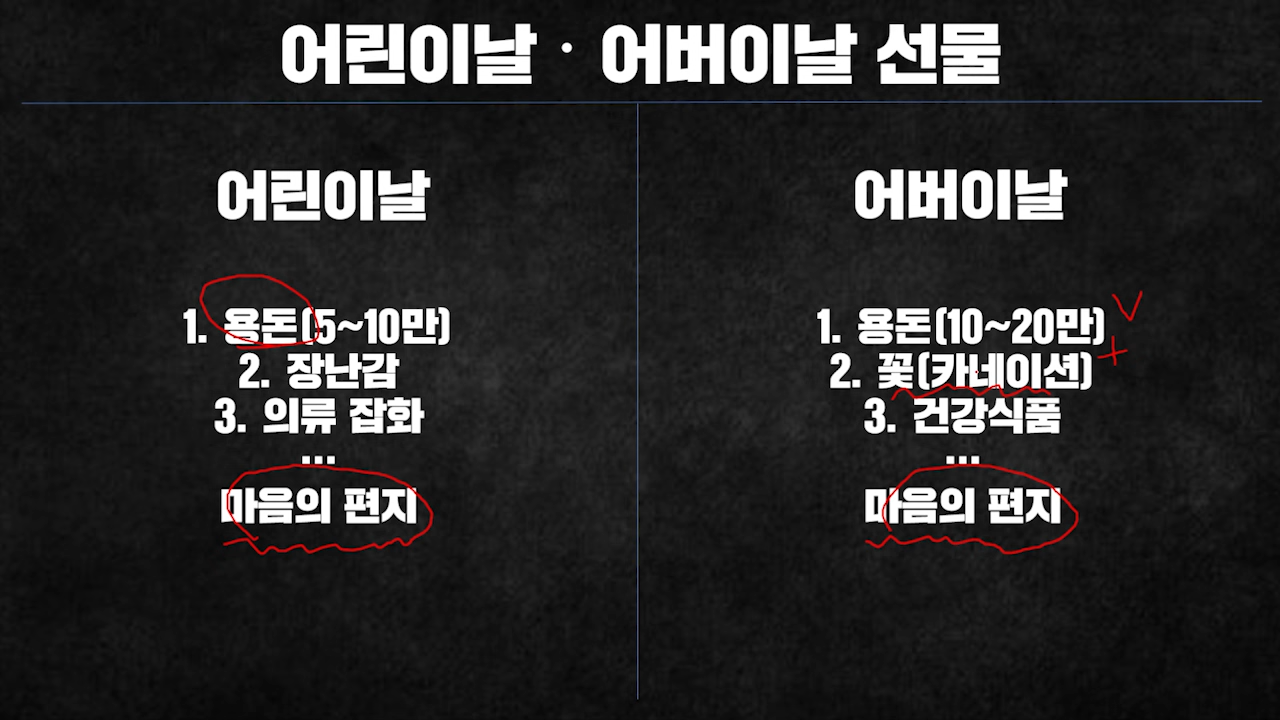 어린이날 · 어버이날 선물
어린이날
1. 용돈(5~10만)
2. 장난감
3. 의류 잡화
...
마음의 편지
어버이날
1. 용돈(10~20만)
2. 꽃(카네이션)
3. 건강식품
...
마음의 편지